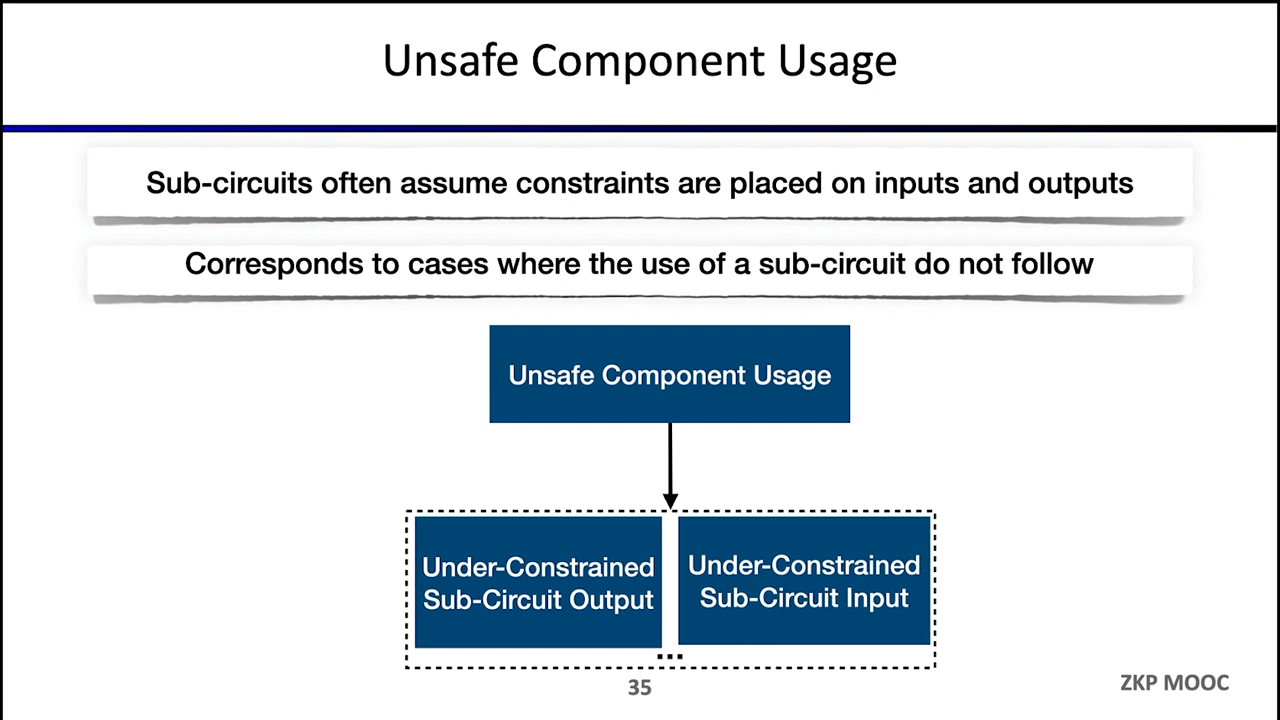 Unsafe Component Usage
Sub-circuits often assume constraints are placed on inputs and outputs
Corresponds to cases where the use of a sub-circuit do not follow
Unsafe Component Usage
Under-Constrained
Sub-Circuit Output
Under-Constrained
Sub-Circuit Input
...
35
ZKP MOOC